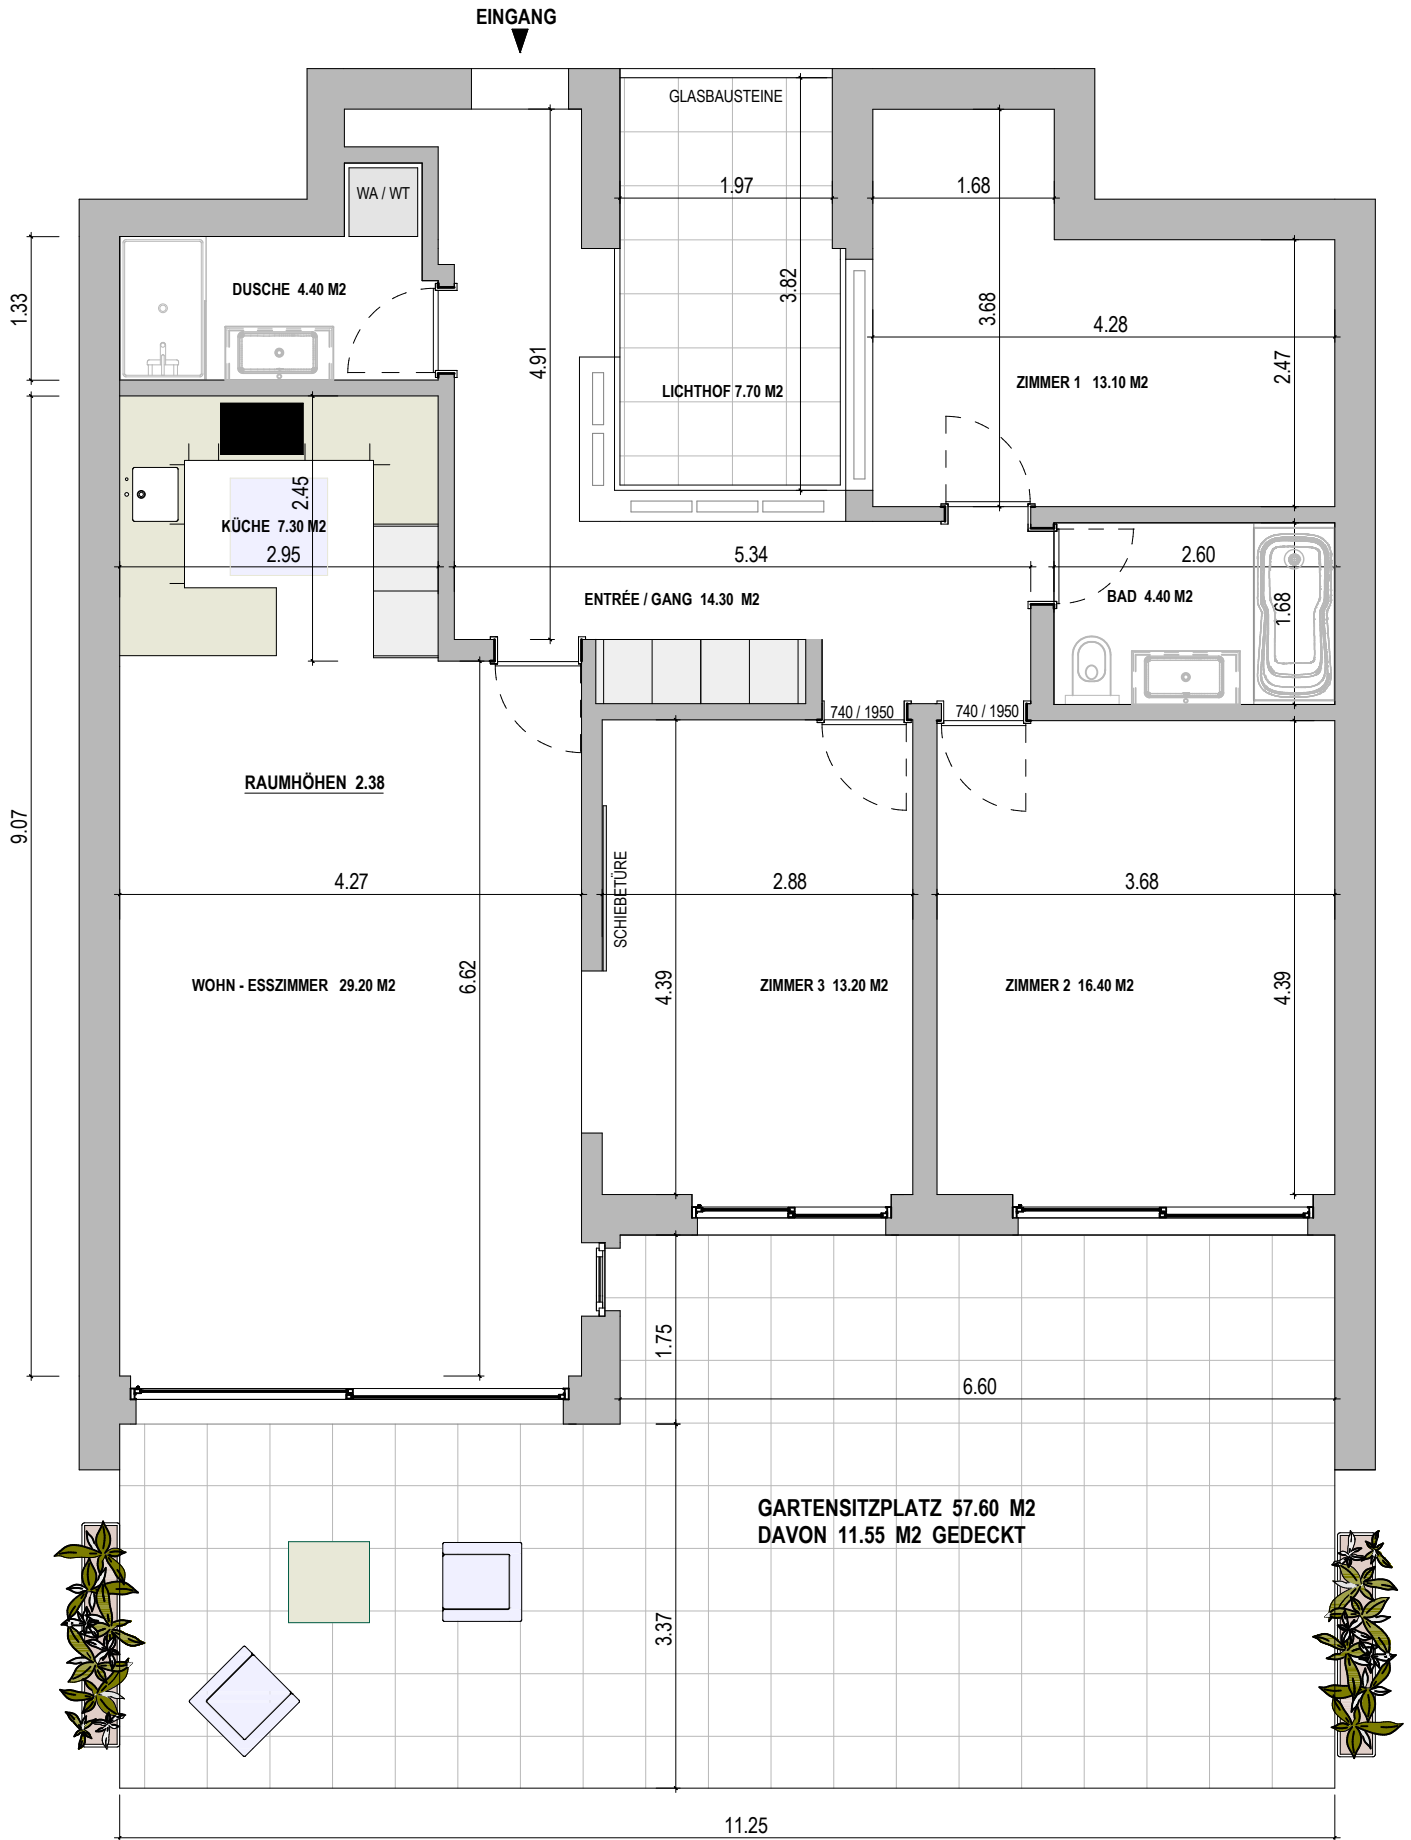 EINGANG
GLASBAUSTEINE
WA / WT
1.97
1.68
DUSCHE 4.40 M2
1.33
3.82
3.68
4.28
2.47
4.91
LICHTHOF 7.70 M2
ZIMMER 1 13.10 M2
2.45
KÜCHE 7.30 M2
2.95
5.34
2.60
ENTRÉE / GANG 14.30 M2
BAD 4.40 M2
1.68
740 / 1950
740 / 1950
RAUMHÖHEN 2.38
9.07
4.27
SCHIEBETÜRE
2.88
3.68
WOHN - ESSZIMMER 29.20 M2
6.62
4.39
ZIMMER 3 13.20 M2
ZIMMER 2 16.40 M2
4.39
1.75
6.60
GARTENSITZPLATZ 57.60 M2
DAVON 11.55 M2 GEDECKT
3.37
11.25